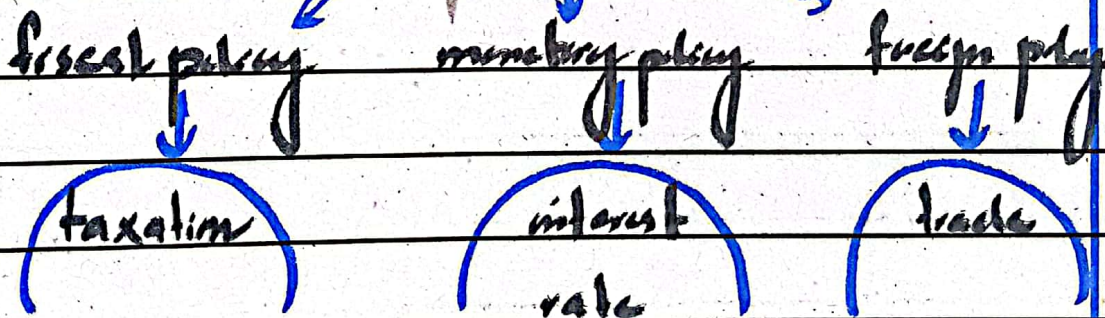 fiscal policy monetary policy foreign policy
taxation interest trade
rate